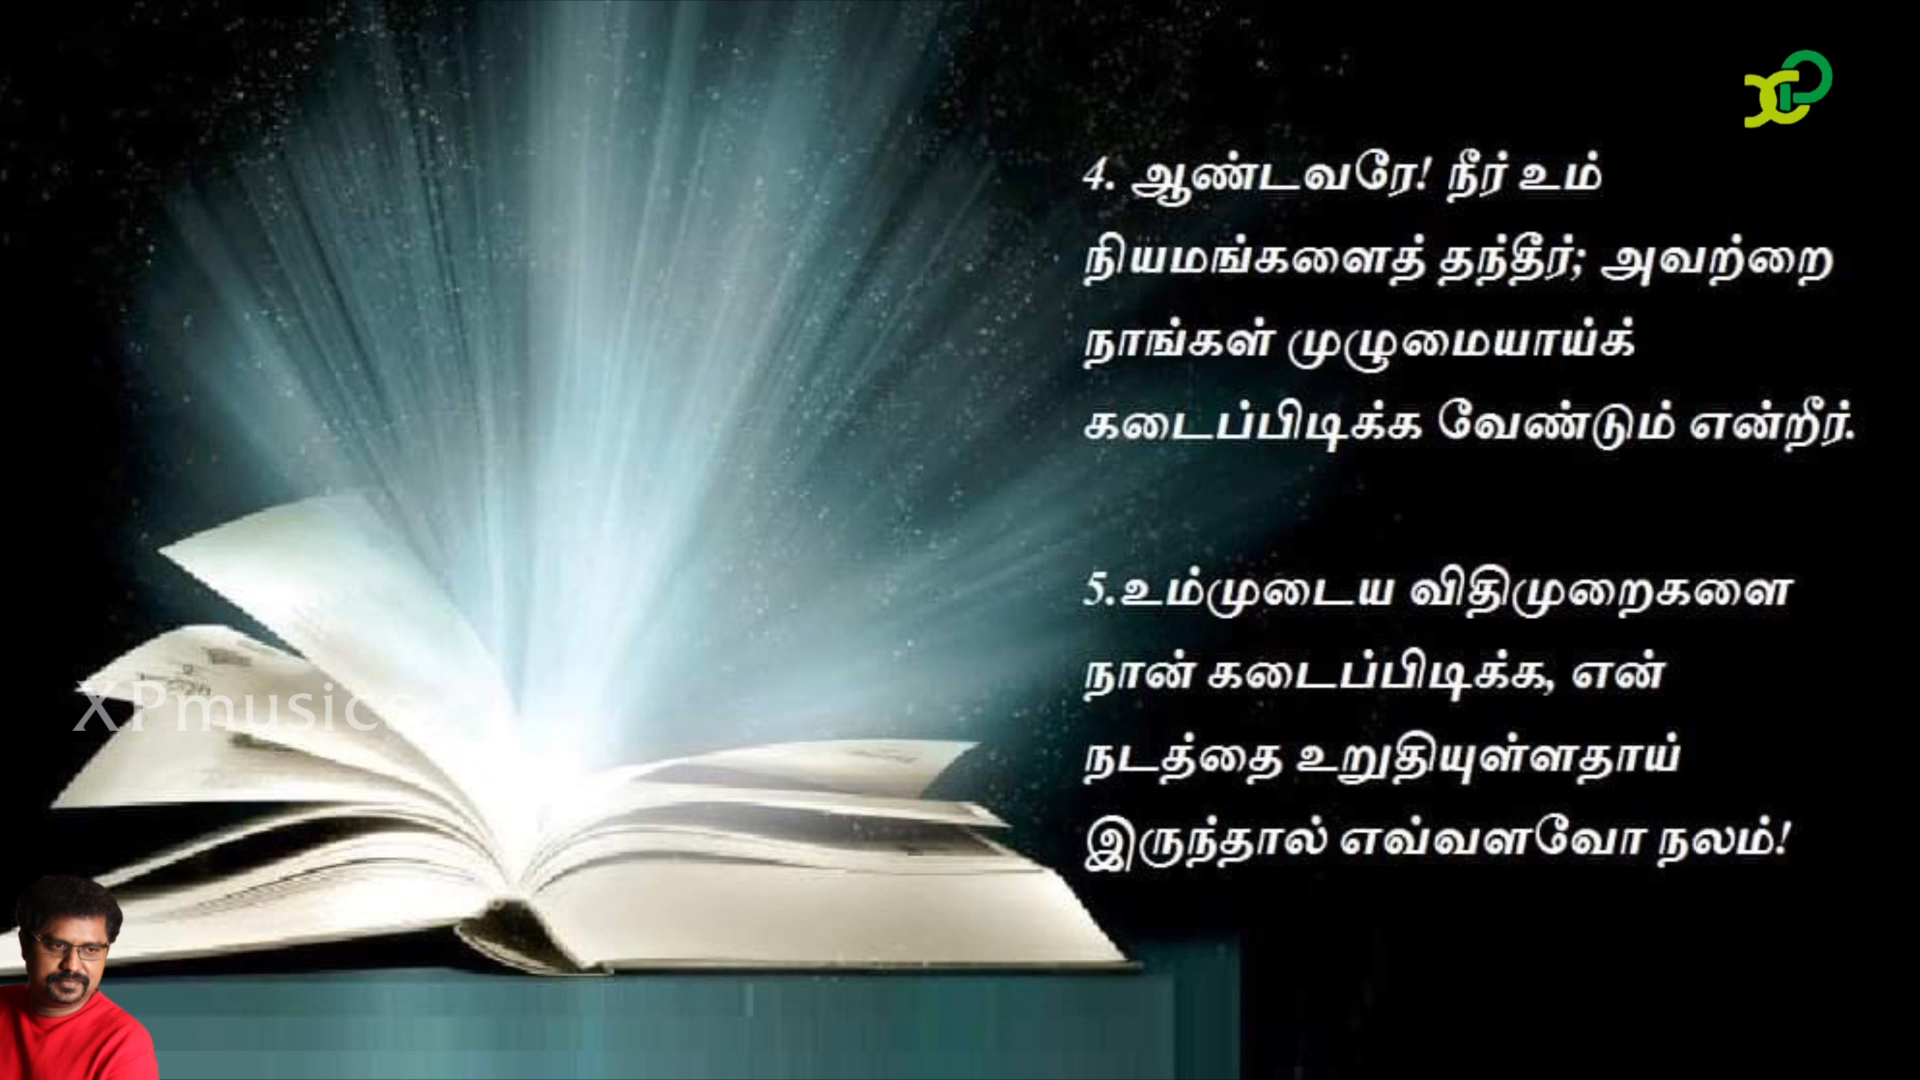 4. ஆண்டவரே! நீர் உம்
நியமங்களைத் தந்தீர்; அவற்றை
நாங்கள் முழுமையாய்க்
கடைப்பிடிக்க வேண்டும் என்றீர்.
5.உம்முடைய விதிமுறைகளை
நான் கடைப்பிடிக்க, என்
நடத்தை உறுதியுள்ளதாய்
இருந்தால் எவ்வளவோ நலம்!
XPmusics